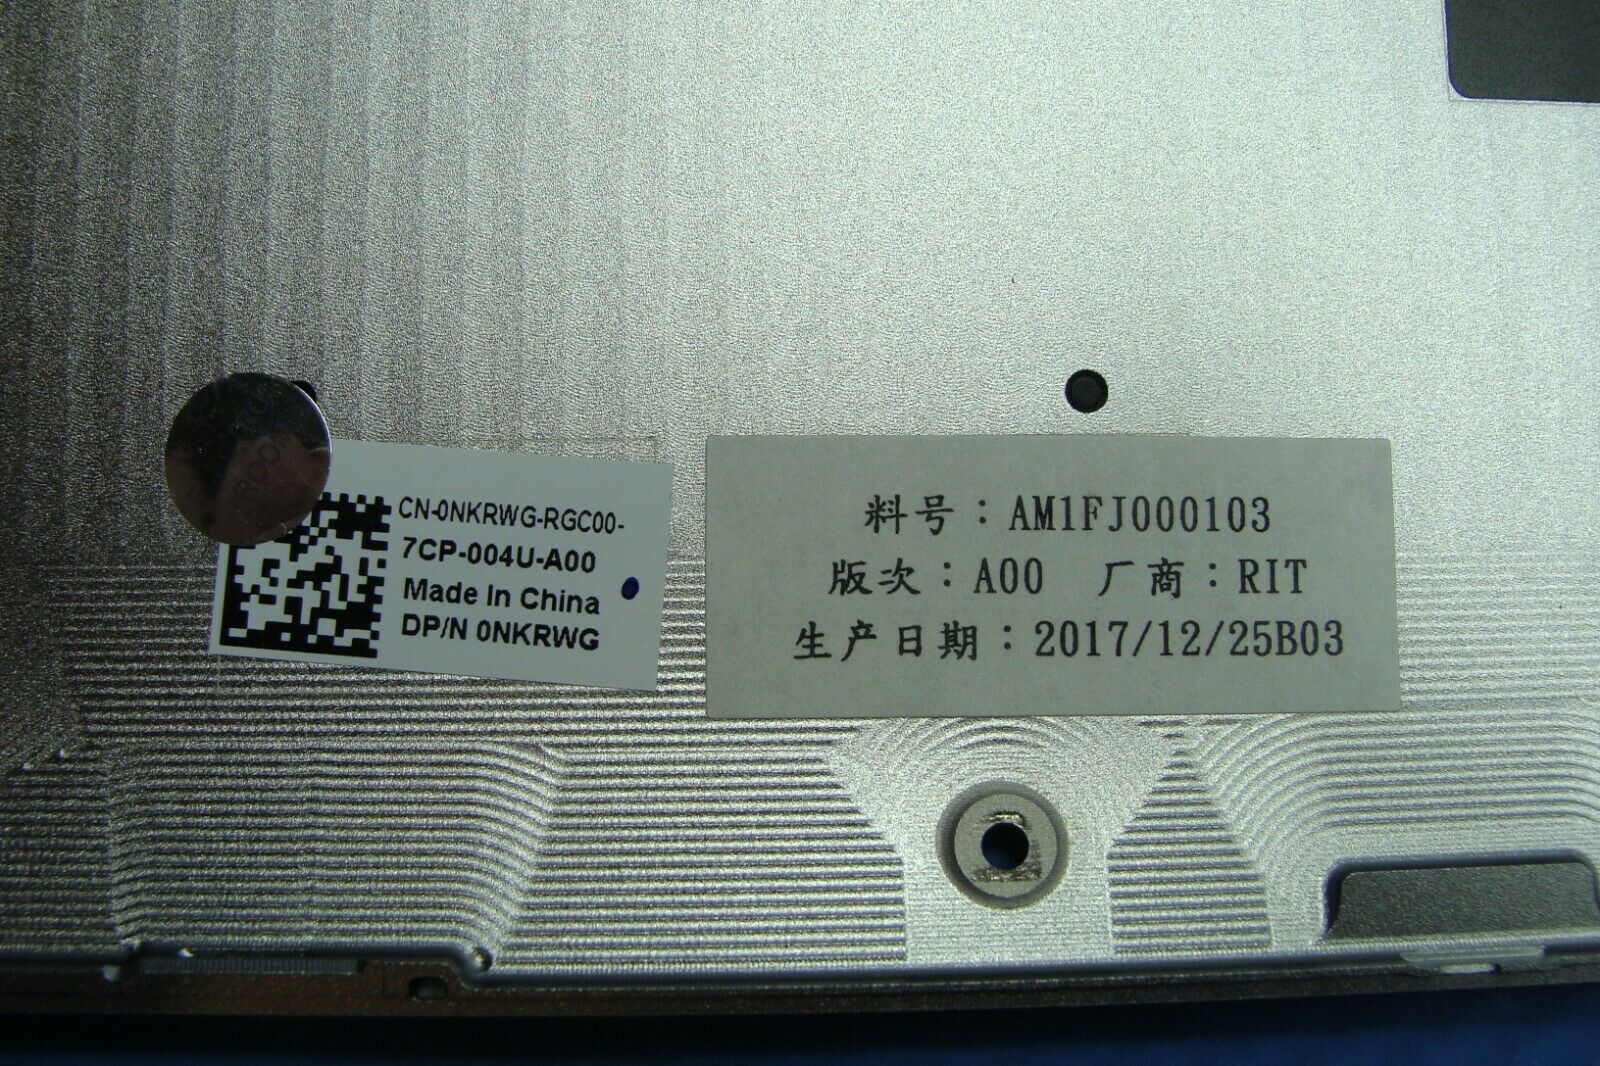 CN-0NKRWG-RGC00-
7CP-004U-A00
Made In China
DP/N 0NKRWG
料号：AM1FJ000103
版次：A00 厂商：RIT
生产日期：2017/12/25B03